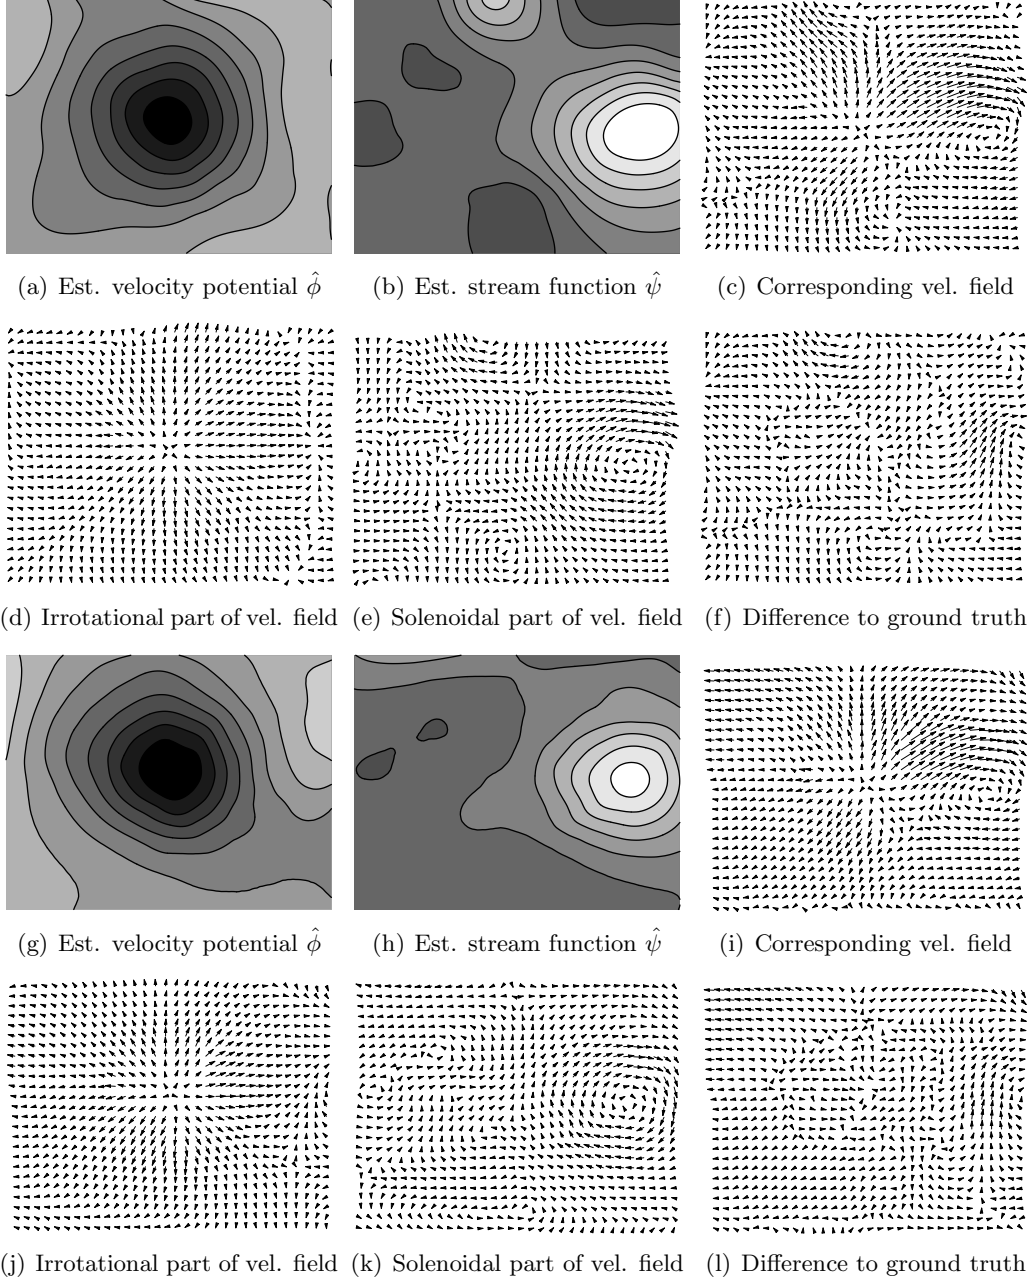 (a) Est. velocity potential ϕ̂ (b) Est. stream function ψ̂ (c) Corresponding vel. field
(d) Irrotational part of vel. field (e) Solenoidal part of vel. field (f) Difference to ground truth
(g) Est. velocity potential ϕ̂ (h) Est. stream function ψ̂ (i) Corresponding vel. field
(j) Irrotational part of vel. field (k) Solenoidal part of vel. field (l) Difference to ground truth